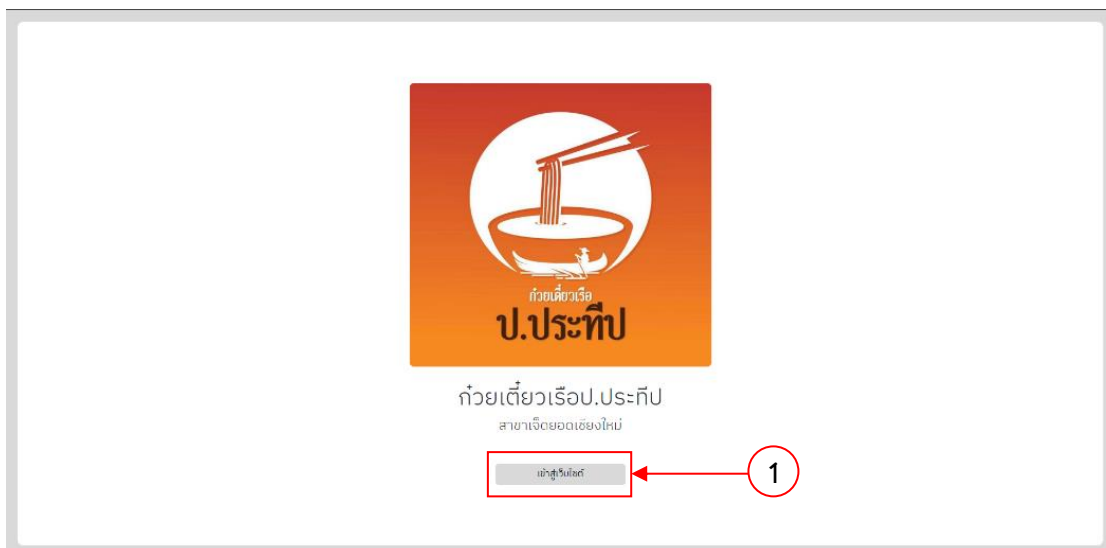 ก๋วยเตี๋ยวเรือ
ป.ประทีป
ก๋วยเตี๋ยวเรือป.ประทีป
สาขาเจ็ดยอดเชียงใหม่
เข้าสู่เว็บไซต์
1